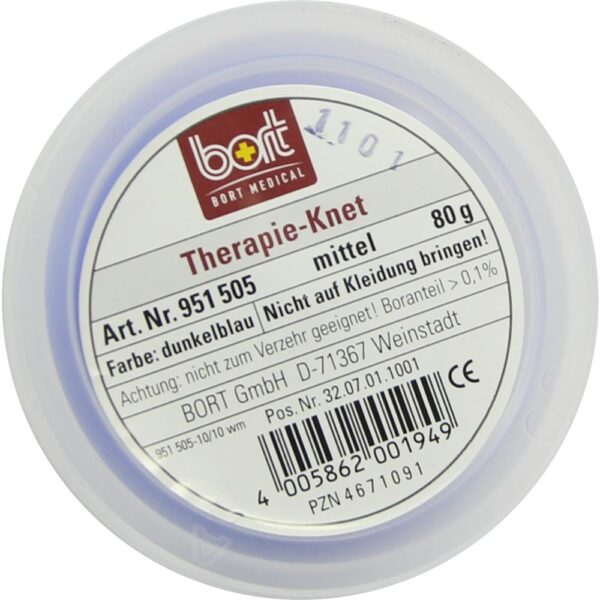 bort
BORT MEDICAL
1101
Therapie-Knet
mittel 80 g
Art. Nr. 951 505
Farbe: dunkelblau Nicht auf Kleidung bringen!
Achtung: nicht zum Verzehr geeignet! Boranteil > 0,1%
BORT GmbH D-71367 Weinstadt
Pos. Nr. 32.07.01.1001
CE
951 505-10/10 wm
4 005862 001949
PZN 4671091